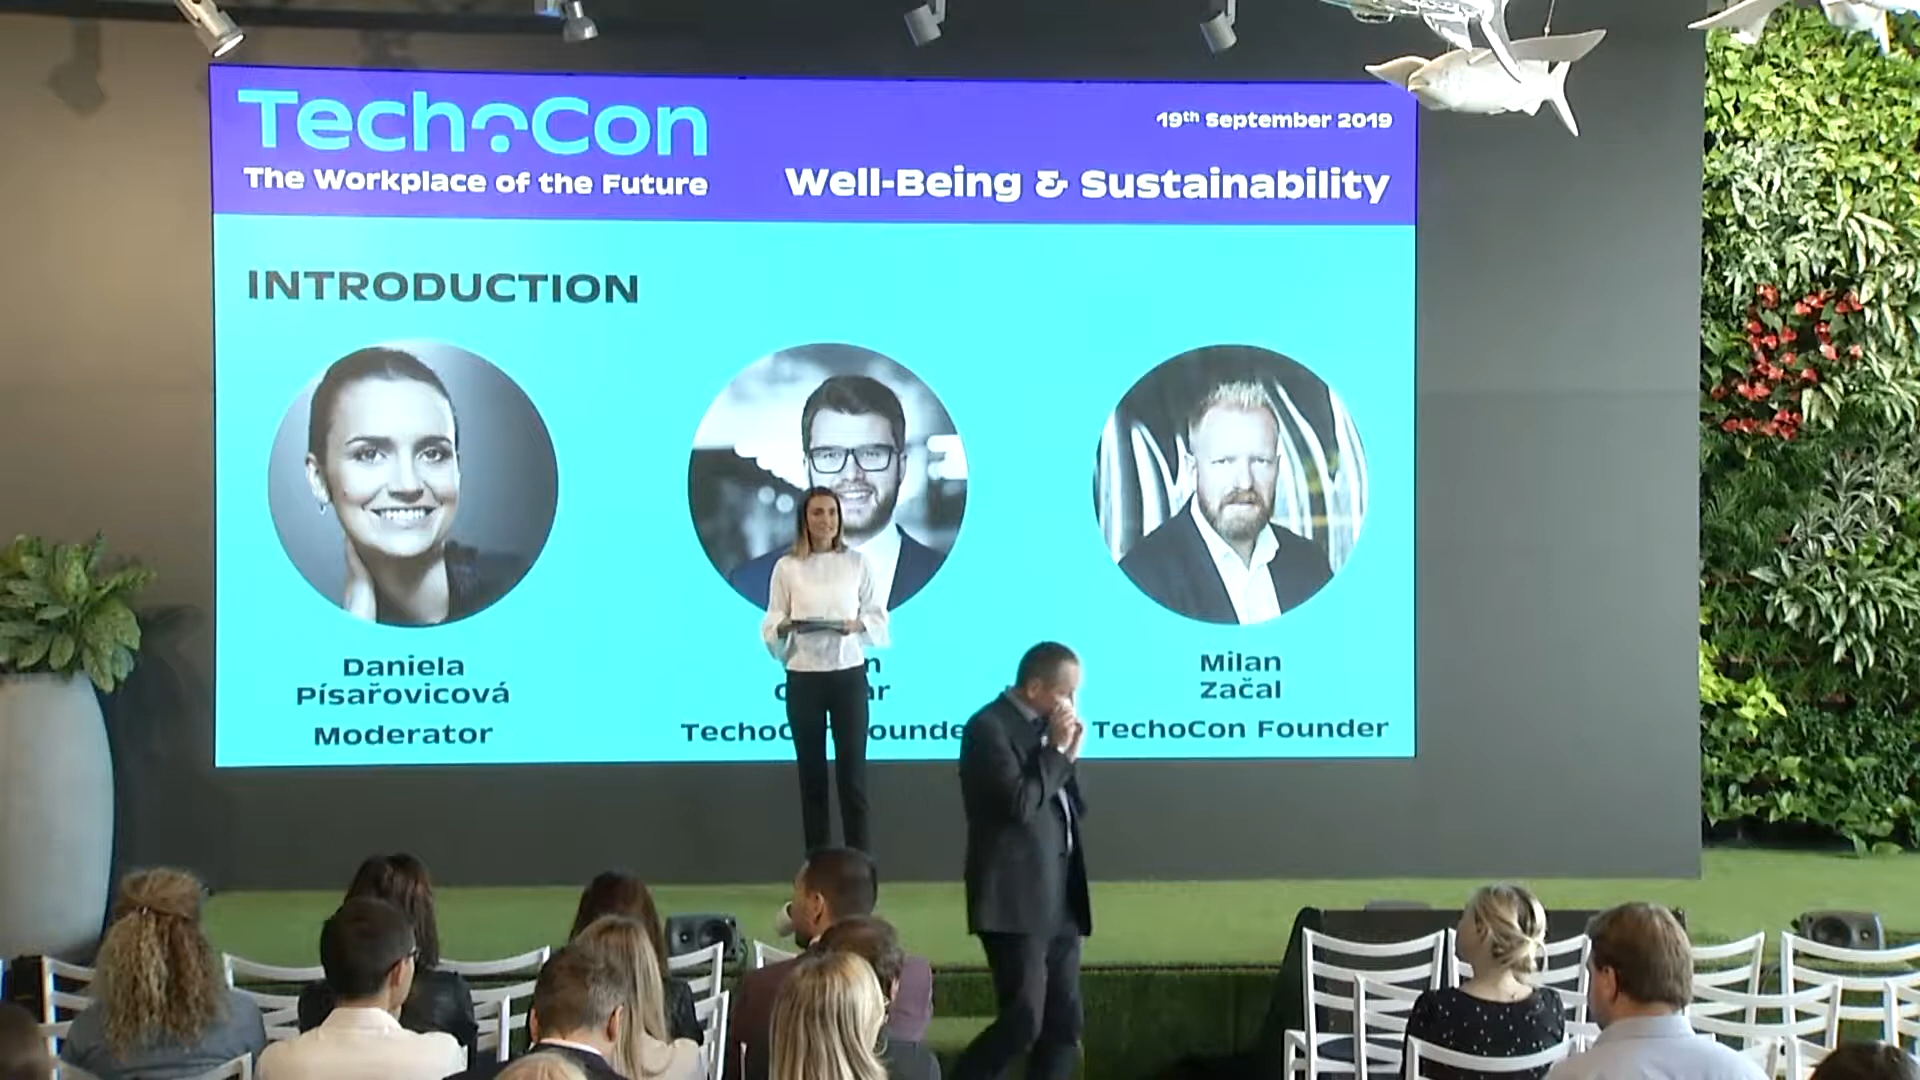 TechoCon
The Workplace of the Future
19th September 2019
Well-Being & Sustainability
INTRODUCTION
Daniela
Písařovicová
Moderator
Milan
Začal
TechoCon Founder